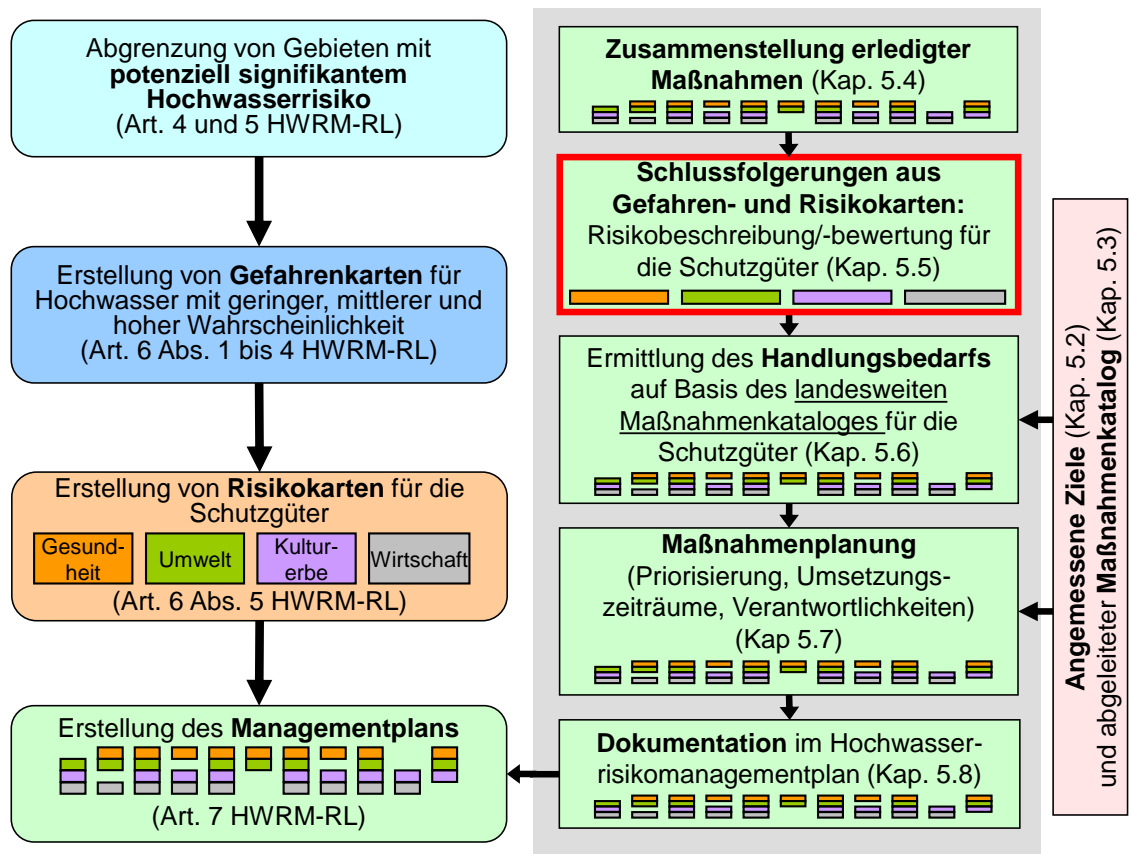 Abgrenzung von Gebieten mit
potenziell signifikantem
Hochwasserrisiko
(Art. 4 und 5 HWRM-RL)
Erstellung von Gefahrenkarten für
Hochwasser mit geringer, mittlerer und
hoher Wahrscheinlichkeit
(Art. 6 Abs. 1 bis 4 HWRM-RL)
Erstellung von Risikokarten für die
Schutzgüter
Gesund-
heit
Umwelt
Kultur-
erbe
Wirtschaft
(Art. 6 Abs. 5 HWRM-RL)
Erstellung des Managementplans
(Art. 7 HWRM-RL)
Zusammenstellung erledigter
Maßnahmen (Kap. 5.4)
Schlussfolgerungen aus
Gefahren- und Risikokarten:
Risikobeschreibung/-bewertung für
die Schutzgüter (Kap. 5.5)
Ermittlung des Handlungsbedarfs
auf Basis des landesweiten
Maßnahmenkataloges für die
Schutzgüter (Kap. 5.6)
Maßnahmenplanung
(Priorisierung, Umsetzungs-
zeiträume, Verantwortlichkeiten)
(Kap 5.7)
Dokumentation im Hochwasser-
risikomanagementplan (Kap. 5.8)
Angemessene Ziele (Kap. 5.2)
und abgeleiteter Maßnahmenkatalog (Kap. 5.3)